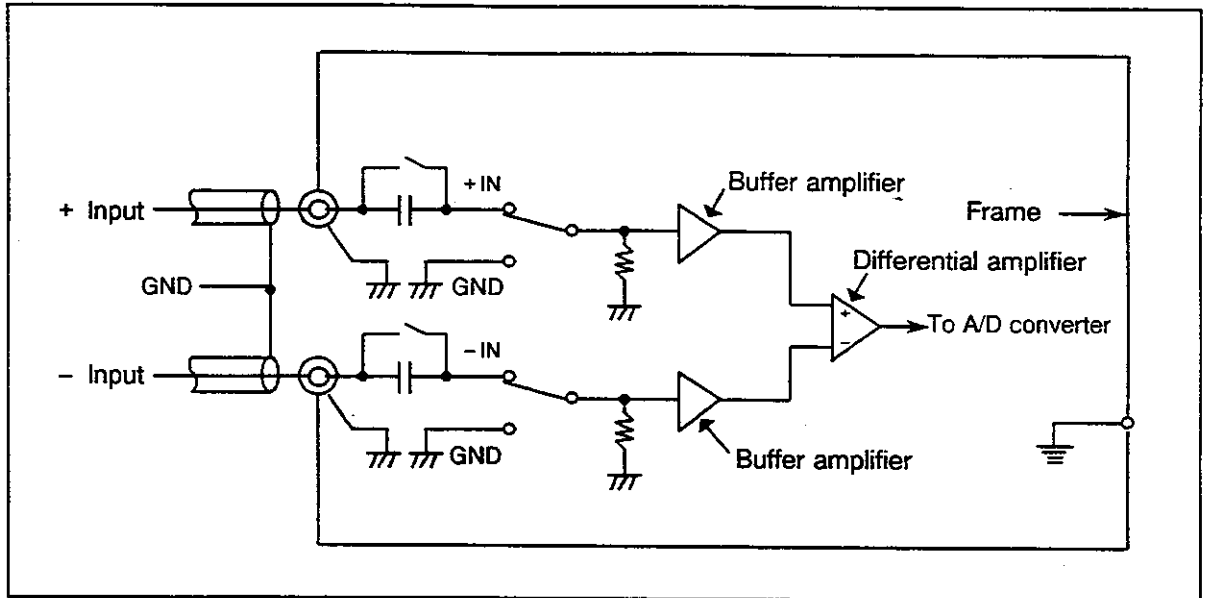 + IN
+ Input
Buffer amplifier
Frame
GND
GND
Differential amplifier
+
−
To A/D converter
− IN
− Input
GND
Buffer amplifier